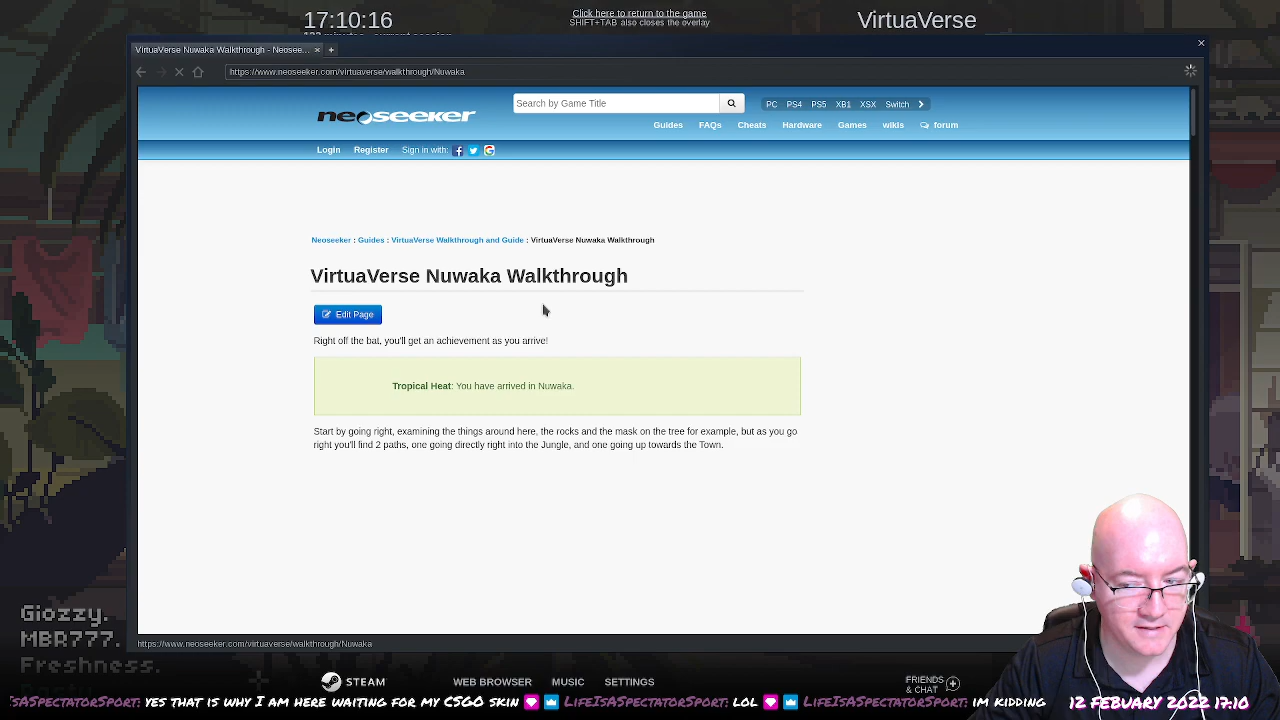 17:10
Click here to return to game
SHIFT+TAB also closes the overlay
VirtuaVerse
VirtuaVerse Nuwaka Walkthrough - Neosee...
https://www.neoseeker.com/virtuaverse/walkthrough/Nuwaka
neoseeker
Search by Game Title
PC PS4 PS5 XB1 XSX Switch
Guides FAQs Cheats Hardware Games wikis forum
Login Register Sign in with:
Neoseeker : Guides : VirtuaVerse Walkthrough and Guide : VirtuaVerse Nuwaka Walkthrough
VirtuaVerse Nuwaka Walkthrough
Edit Page
Right off the bat, you'll get an achievement as you arrive!
Tropical Heat: You have arrived in Nuwaka.
Start by going right, examining the things around here, the rocks and the mask on the tree for example, but as you go
right you'll find 2 paths, one going directly right into the Jungle, and one going up towards the Town.
Giozzy.
MBR777.
Freshness.
https://www.neoseeker.com/virtuaverse/walkthrough/Nuwaka
STEAM WEB BROWSER MUSIC SETTINGS
FRIENDS
& CHAT
isASpectatorSport: yes that is why I am here waiting for my CSGO skin LifeIsASpectatorSport: lol LifeIsASpectatorSport: im kidding
12 Febuary 2022 17:10